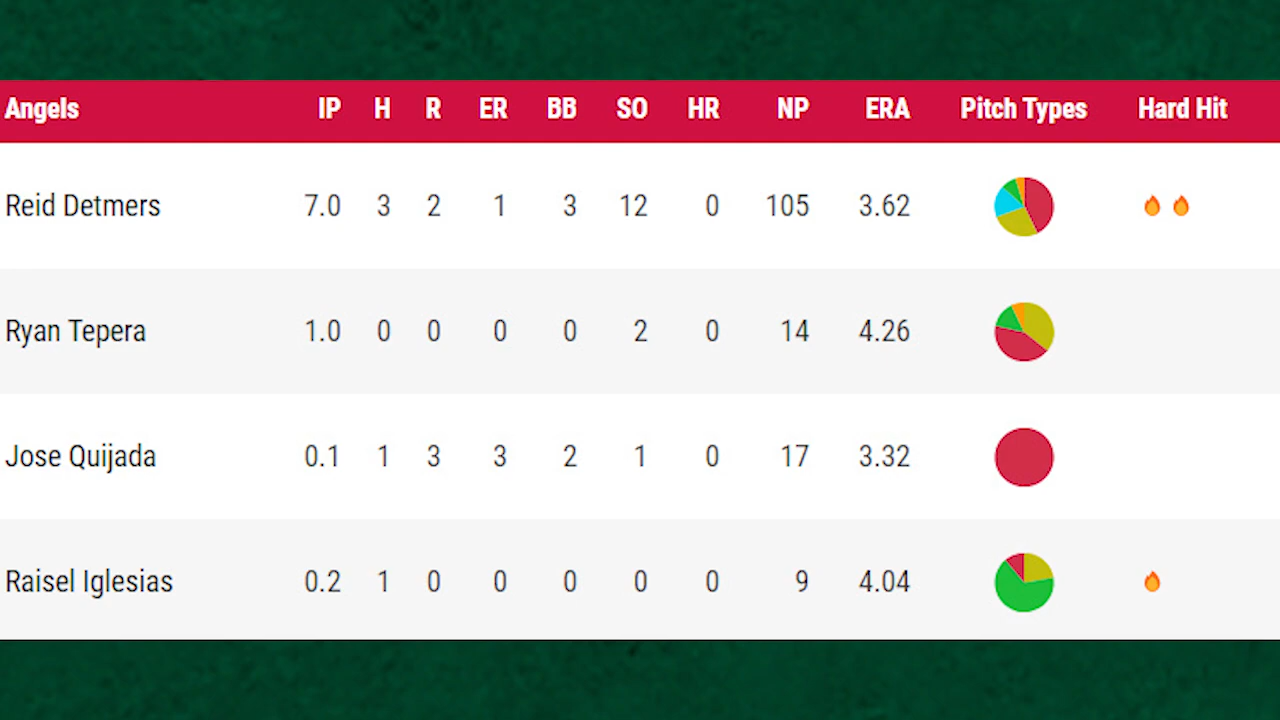 Angels IP H R ER BB SO HR NP ERA Pitch Types Hard Hit
Reid Detmers 7.0 3 2 1 3 12 0 105 3.62
Ryan Tepera 1.0 0 0 0 0 2 0 14 4.26
Jose Quijada 0.1 1 3 3 2 1 0 17 3.32
Raisel Iglesias 0.2 1 0 0 0 0 0 9 4.04